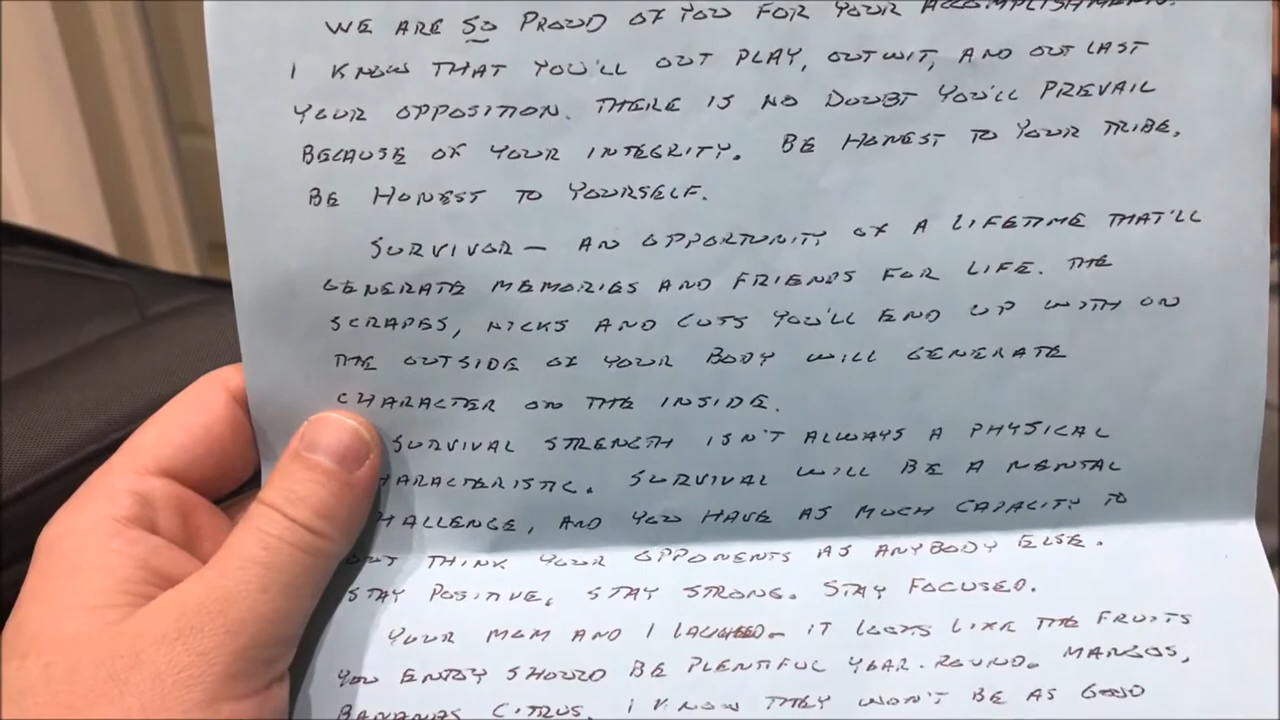 WE ARE SO PROUD OF YOU FOR YOUR ACCOMPLISHMENTS.
I KNOW THAT YOU'LL OUT PLAY, OUTWIT, AND OUT LAST
YOUR OPPOSITION. THERE IS NO DOUBT YOU'LL PREVAIL
BECAUSE OF YOUR INTEGRITY. BE HONEST TO YOUR TRIBE.
BE HONEST TO YOURSELF.
SURVIVOR — AN OPPORTUNITY OF A LIFETIME THAT'LL
GENERATE MEMORIES AND FRIENDS FOR LIFE. THE
SCRAPES, NICKS AND CUTS YOU'LL END UP WITH ON
THE OUTSIDE OF YOUR BODY WILL GENERATE
CHARACTER ON THE INSIDE.
SURVIVAL STRENGTH ISN'T ALWAYS A PHYSICAL
HARACTERISTIC. SURVIVAL WILL BE A MENTAL
HALLENGE, AND YOU HAVE AS MUCH CAPACITY TO
OUT THINK YOUR OPPONENTS AS ANYBODY ELSE.
STAY POSITIVE. STAY STRONG. STAY FOCUSED.
YOUR MOM AND I LAUGHED. IT LOOKS LIKE THE FRUITS
YOU ENJOY SHOULD BE PLENTIFUL YEAR-ROUND. MANGOS,
BANANAS CITRUS. I KNOW THEY WON'T BE AS GOOD